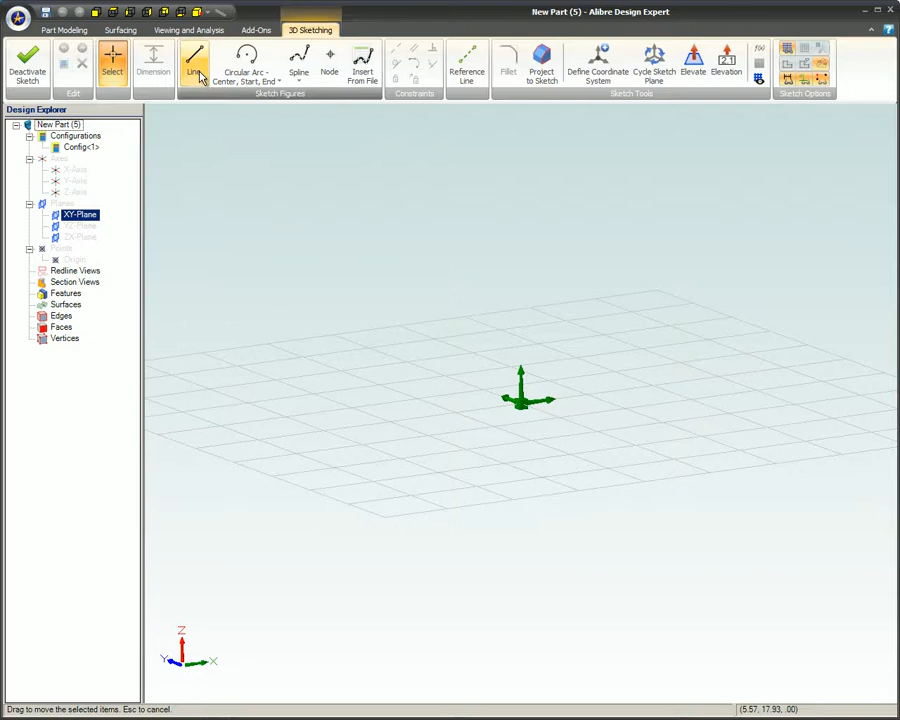 New Part (5) - Alibre Design Expert
Part Modeling
Surfacing
Viewing and Analysis
Add-Ons
3D Sketching
Deactivate
Sketch
Select
Dimension
Line
Circular Arc -
Center, Start, End
Spline
Node
Insert
From File
Reference
Line
Fillet
Project
to Sketch
Define Coordinate
System
Cycle Sketch
Plane
Elevate
2.1
Elevation
f(x)
Edit
Sketch Figures
Constraints
Sketch Tools
Sketch Options
Design Explorer
New Part (5)
Configurations
Config<1>
Axes
X-Axis
Y-Axis
Z-Axis
Planes
XY-Plane
YZ-Plane
ZX-Plane
Points
Origin
Redline Views
Section Views
Features
Surfaces
Edges
Faces
Vertices
Z
Y
X
Drag to move the selected items. Esc to cancel.
(5.57, 17.93, .00)